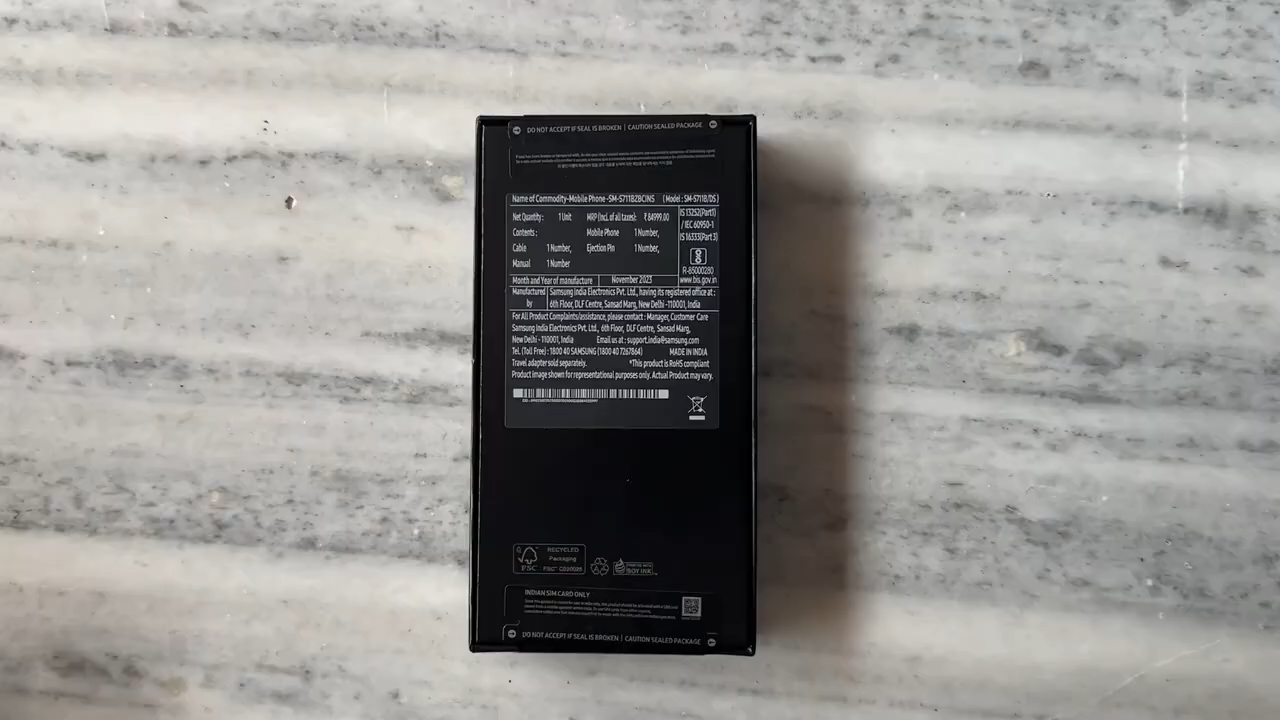 DO NOT ACCEPT IF SEAL IS BROKEN | CAUTION SEALED PACKAGE
Name of Commodity-Mobile Phone -SM-S711BZBCINS (Model : SM-S711B/DS)
Net Quantity : 1 Unit MRP (Incl. of all taxes): ₹ 84999.00
Contents : Mobile Phone 1 Number,
Cable 1 Number, Ejection Pin 1 Number,
Manual 1 Number
IS 13252(Part1)
/ IEC 60950-1
IS 16333(Part 3)
R-85000280
www.bis.gov.in
Month and Year of manufacture November 2023
Manufactured by Samsung India Electronics Pvt. Ltd., having its registered office at :
6th Floor, DLF Centre, Sansad Marg, New Delhi -110001, India
For All Product Complaints/assistance, please contact : Manager, Customer Care
Samsung India Electronics Pvt. Ltd., 6th Floor, DLF Centre, Sansad Marg,
New Delhi - 110001, India Email us at : support.india@samsung.com
Tel. (Toll Free) : 1800 40 SAMSUNG (1800 40 7267864) MADE IN INDIA
Travel adapter sold separately. *This product is RoHS compliant
Product image shown for representational purposes only. Actual Product may vary.
RECYCLED
Packaging
FSC
SOY INK
INDIAN SIM CARD ONLY
DO NOT ACCEPT IF SEAL IS BROKEN | CAUTION SEALED PACKAGE